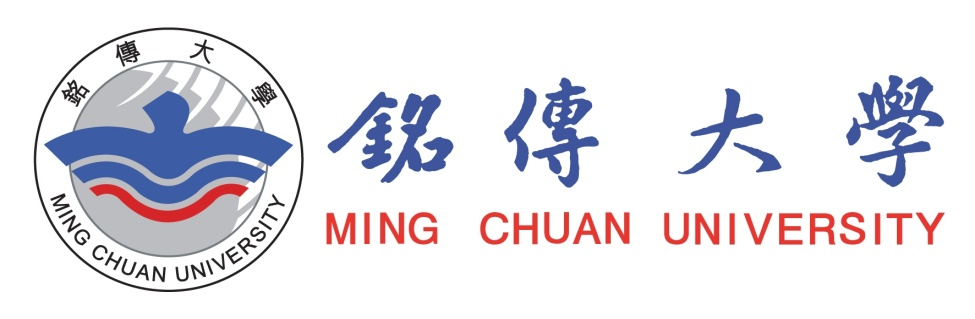 銘傳大學
MING CHUAN UNIVERSITY
銘傳大學
MING CHUAN UNIVERSITY